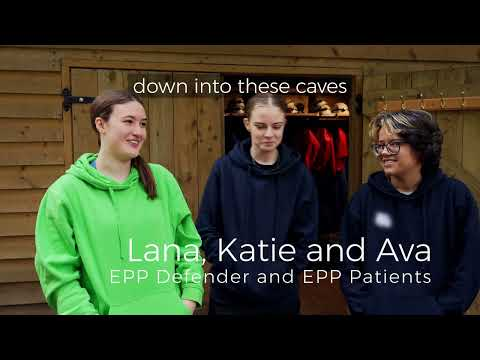 down into these caves
Lana, Katie and Ava
EPP Defender and EPP Patients